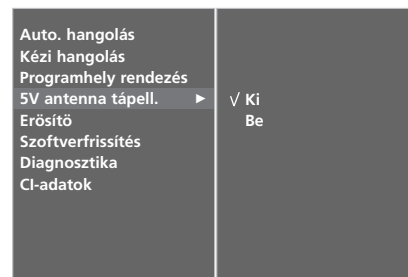 Auto. hangolás
Kézi hangolás
Programhely rendezés
5V antenna tápell. ►
Erösítö
Szoftverfrissítés
Diagnosztika
CI-adatok
√ Ki
Be